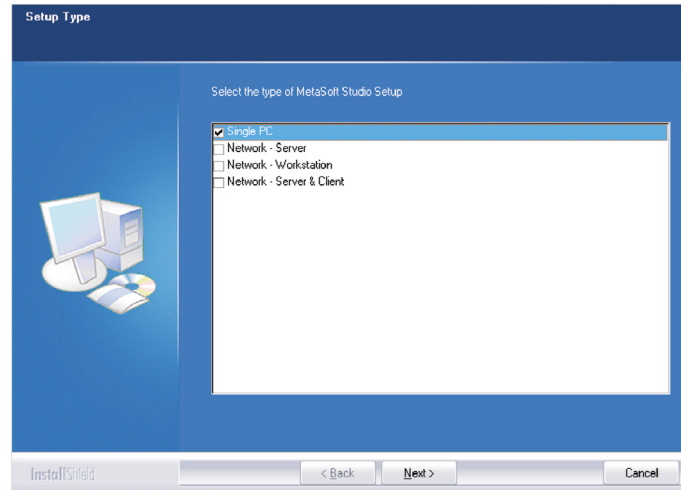 Setup Type
Select the type of MetaSoft Studio Setup
Single PC
Network - Server
Network - Workstation
Network - Server & Client
InstallShield
< Back
Next >
Cancel